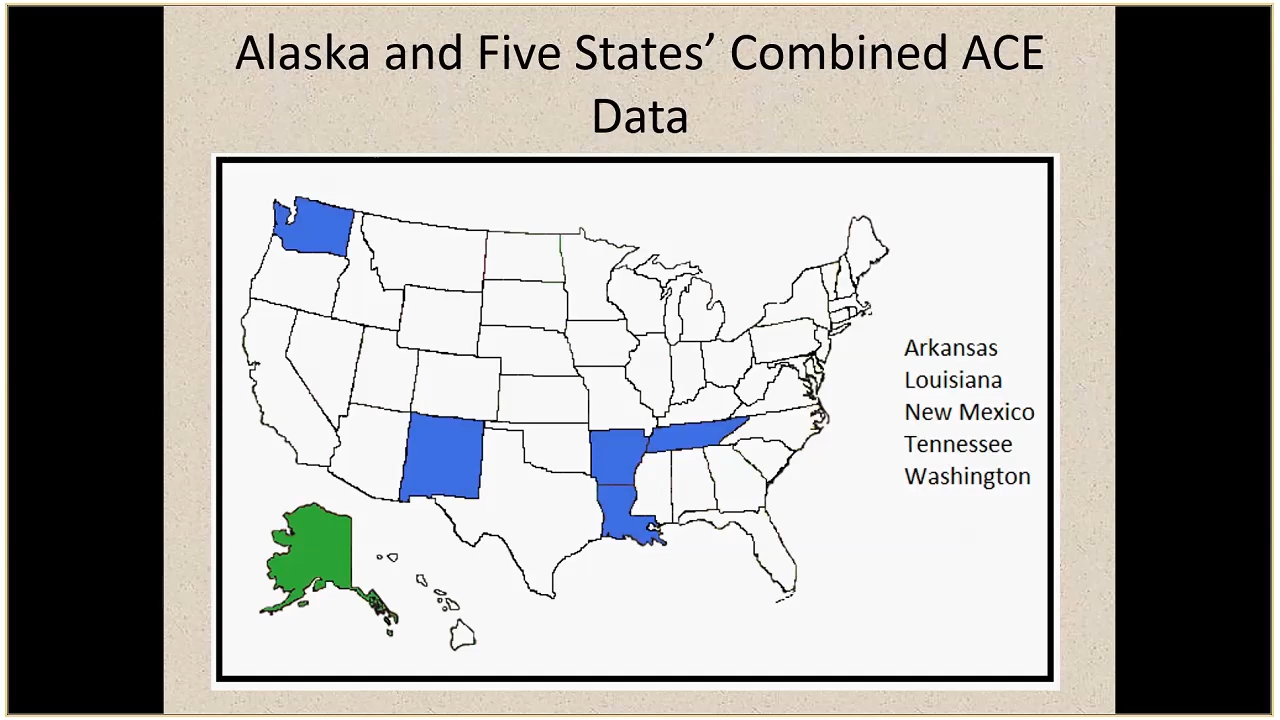 Alaska and Five States’ Combined ACE
Data
Arkansas
Louisiana
New Mexico
Tennessee
Washington